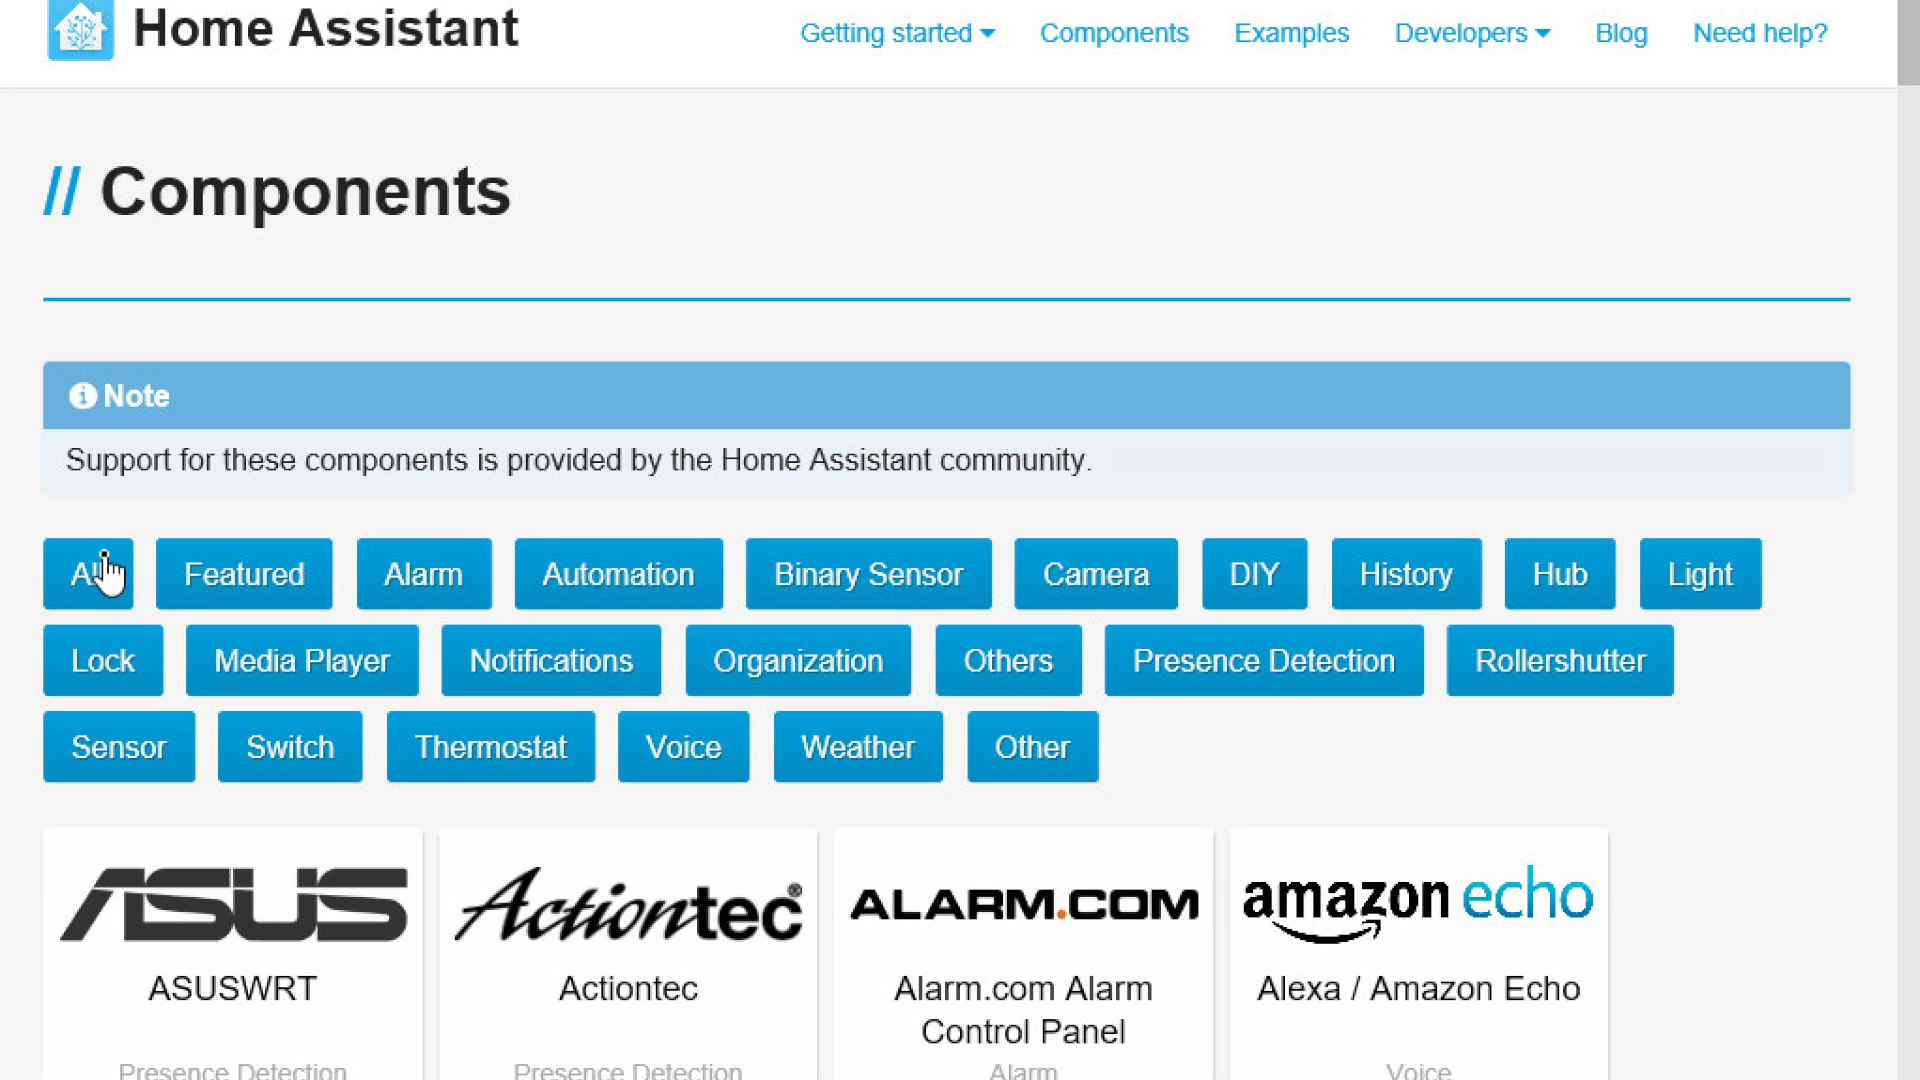 Home Assistant
Getting started Components Examples Developers Blog Need help?
// Components
Note
Support for these components is provided by the Home Assistant community.
Featured Alarm Automation Binary Sensor Camera DIY History Hub Light
Lock Media Player Notifications Organization Others Presence Detection Rollershutter
Sensor Switch Thermostat Voice Weather Other
ASUS Actiontec® ALARM.COM amazon echo
ASUSWRT Actiontec Alarm.com Alarm Alexa / Amazon Echo
Control Panel
Presence Detection Presence Detection Alarm Voice